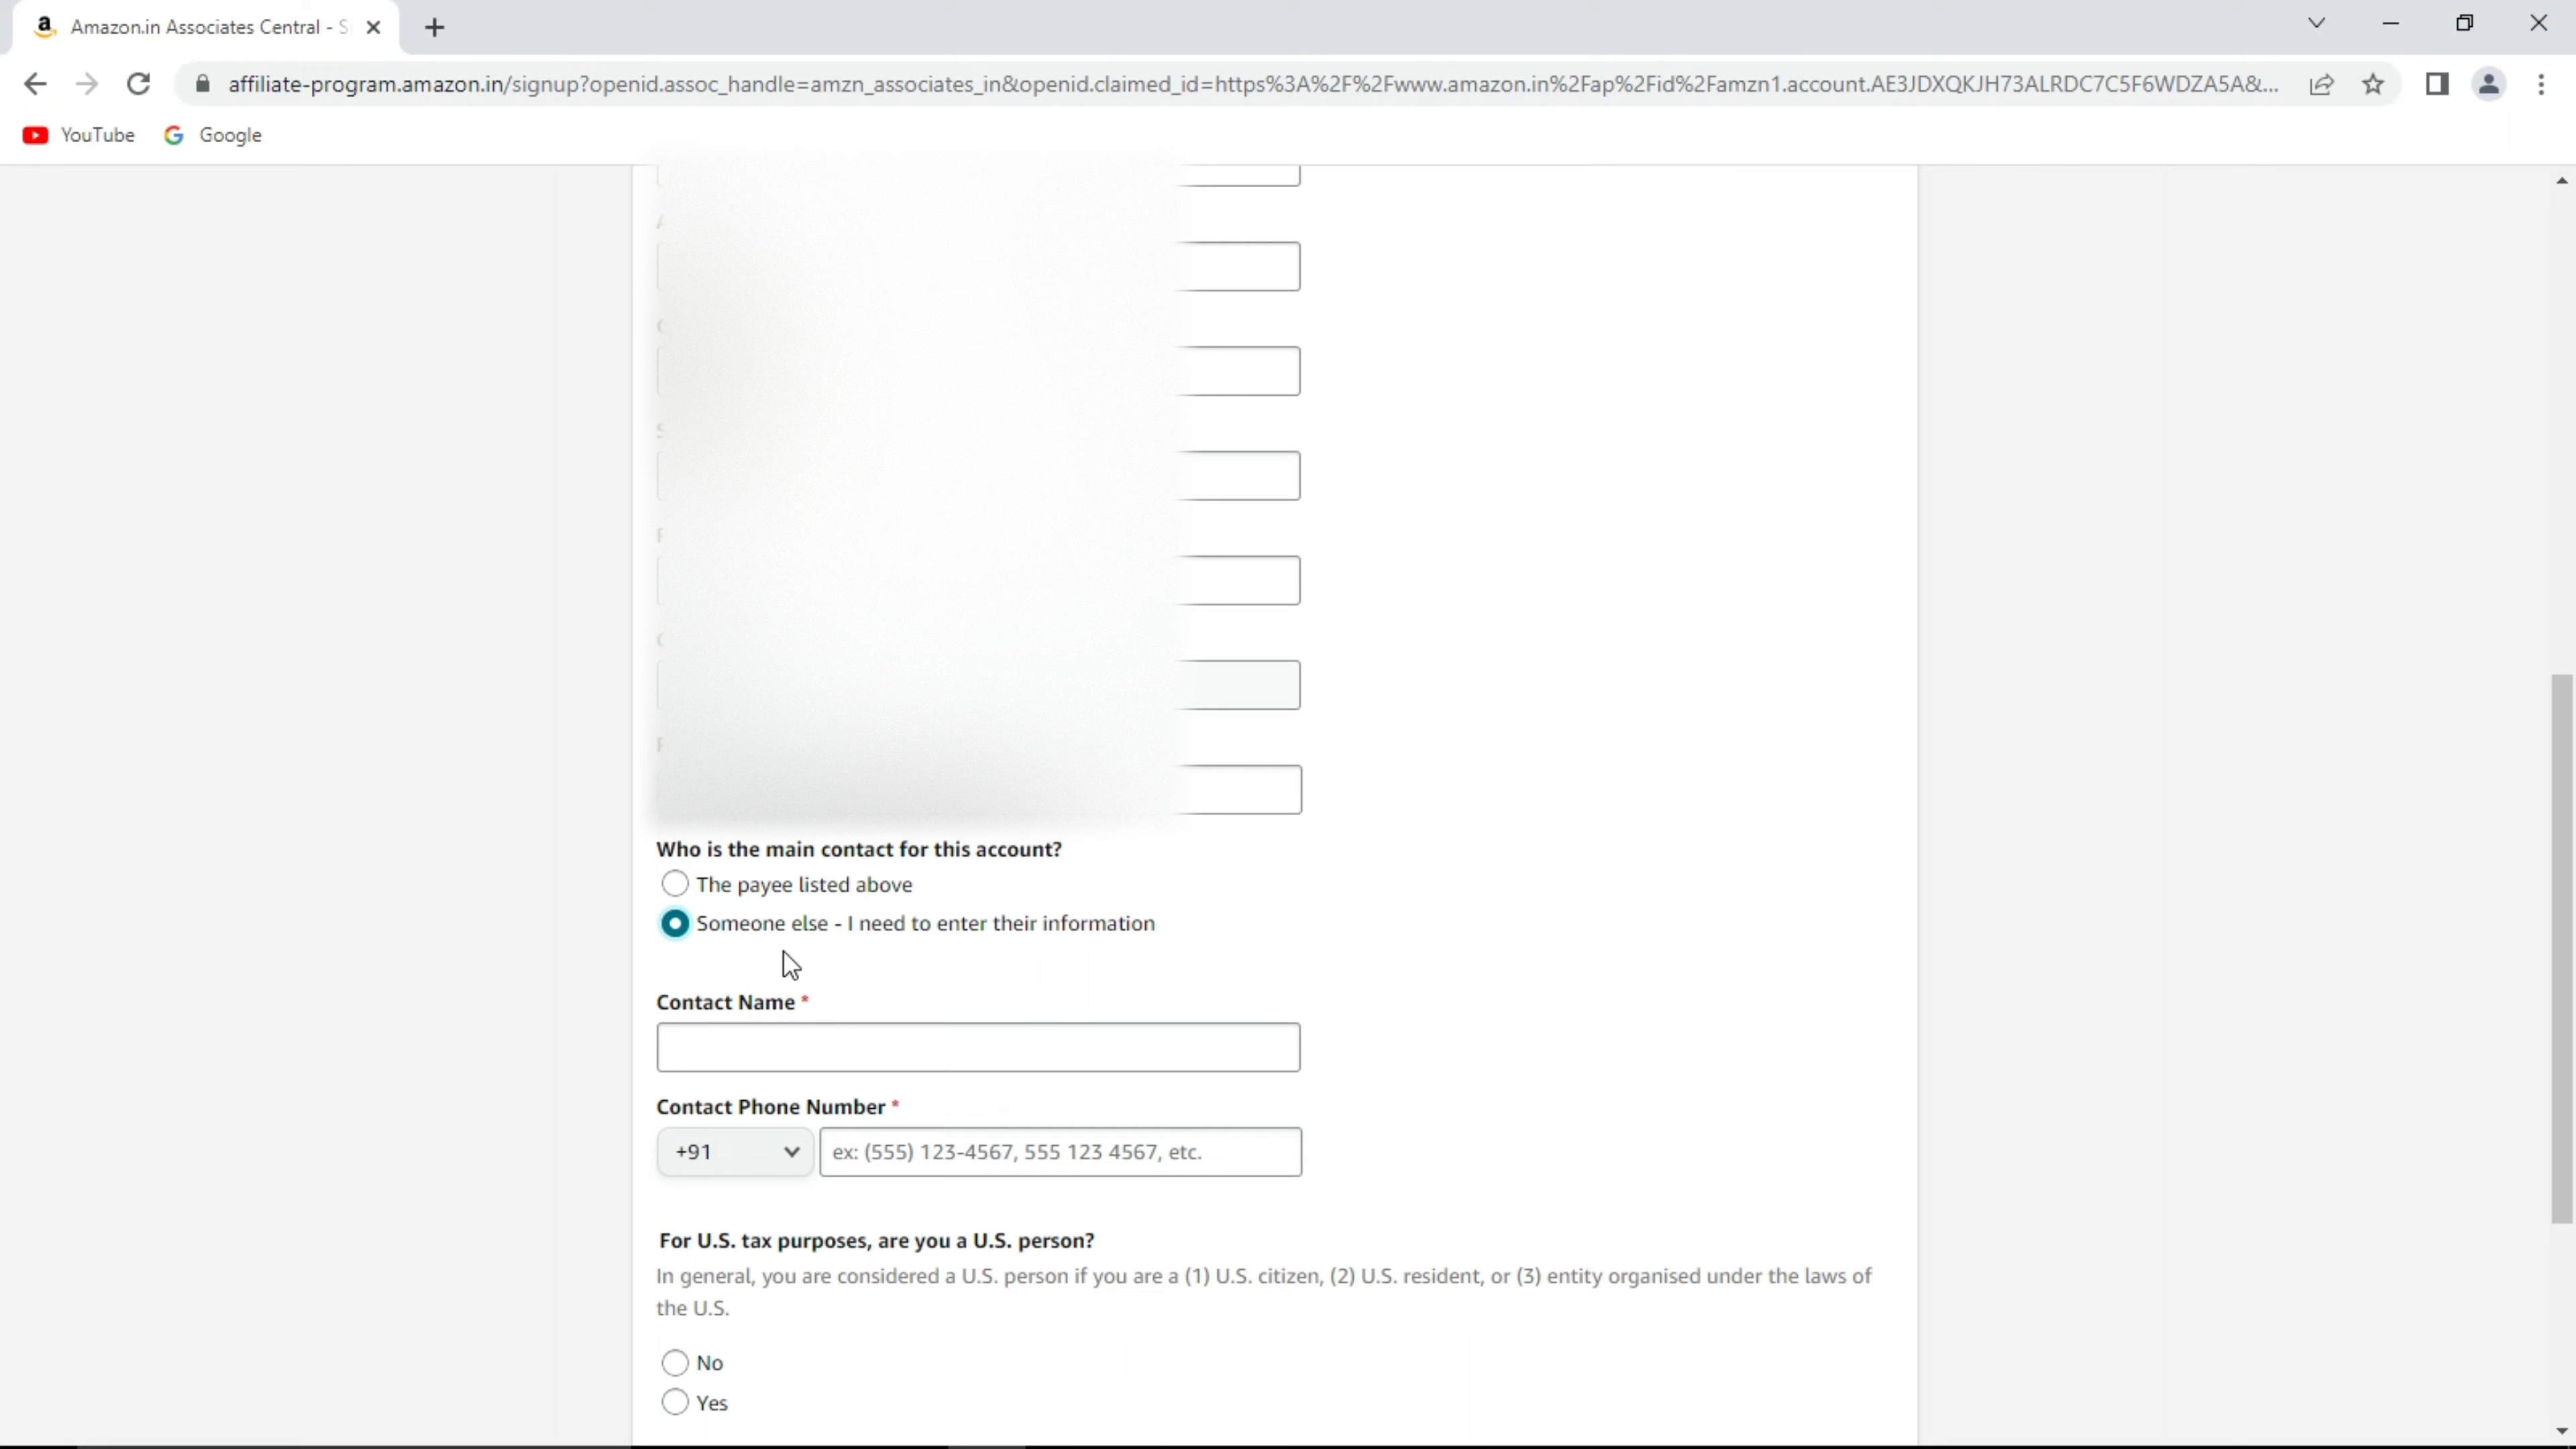 Amazon.in Associates Central - S
affiliate-program.amazon.in/signup?openid.assoc_handle=amzn_associates_in&openid.claimed_id=https%3A%2F%2Fwww.amazon.in%2Fap%2Fid%2Famzn1.account.AE3JDXQKJH73ALRDC7C5F6WDZA5A&...
YouTube Google
Who is the main contact for this account?
The payee listed above
Someone else - I need to enter their information
Contact Name *
Contact Phone Number *
+91 ex: (555) 123-4567, 555 123 4567, etc.
For U.S. tax purposes, are you a U.S. person?
In general, you are considered a U.S. person if you are a (1) U.S. citizen, (2) U.S. resident, or (3) entity organised under the laws of
the U.S.
No
Yes